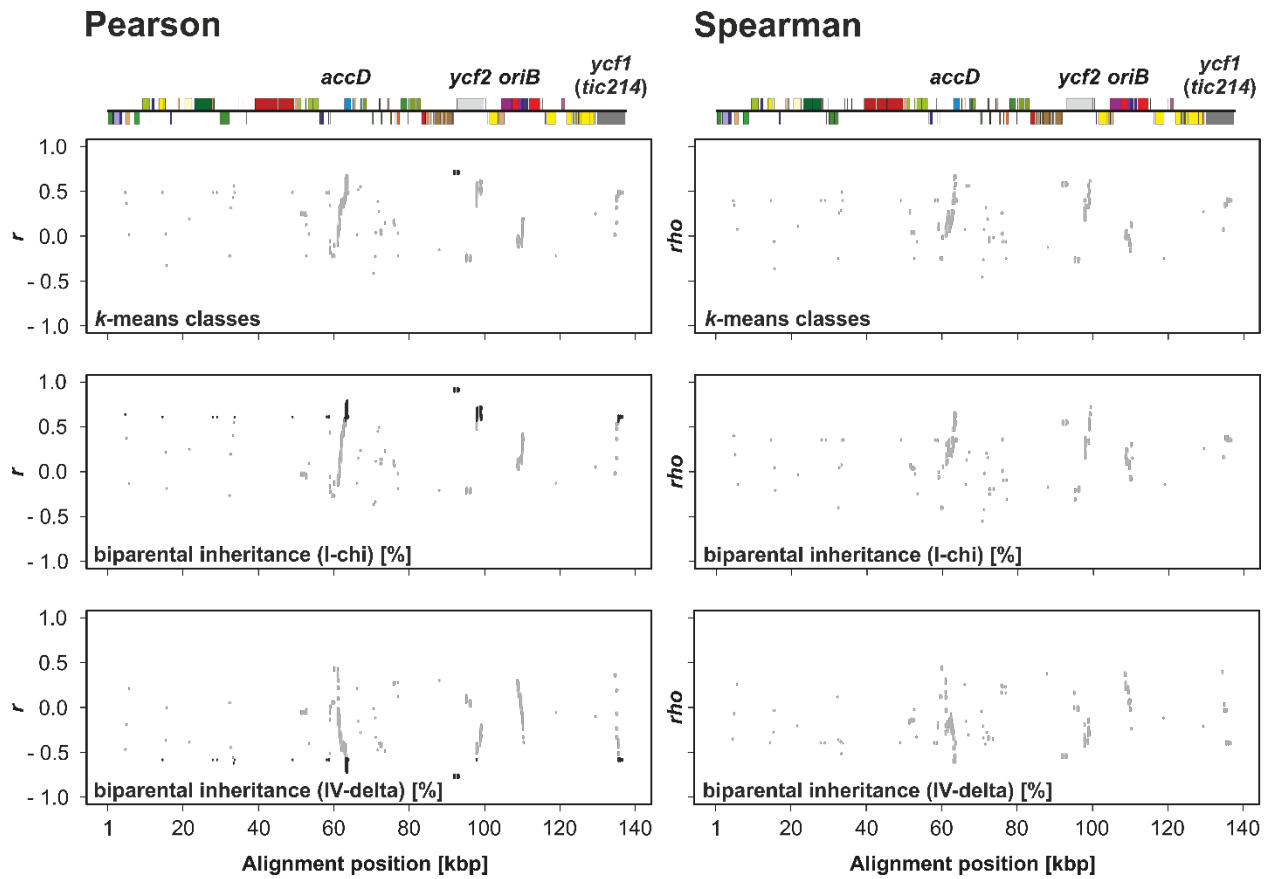 Pearson
Spearman
accD
ycf2 oriB
ycf1
(tic214)
accD
ycf2 oriB
ycf1
(tic214)
1.0
0.5
0.0
- 0.5
- 1.0
r
k-means classes
rho
k-means classes
1.0
0.5
0.0
- 0.5
- 1.0
r
biparental inheritance (I-chi) [%]
rho
biparental inheritance (I-chi) [%]
1.0
0.5
0.0
- 0.5
- 1.0
r
biparental inheritance (IV-delta) [%]
rho
biparental inheritance (IV-delta) [%]
1 20 40 60 80 100 120 140
1 20 40 60 80 100 120 140
Alignment position [kbp]
Alignment position [kbp]